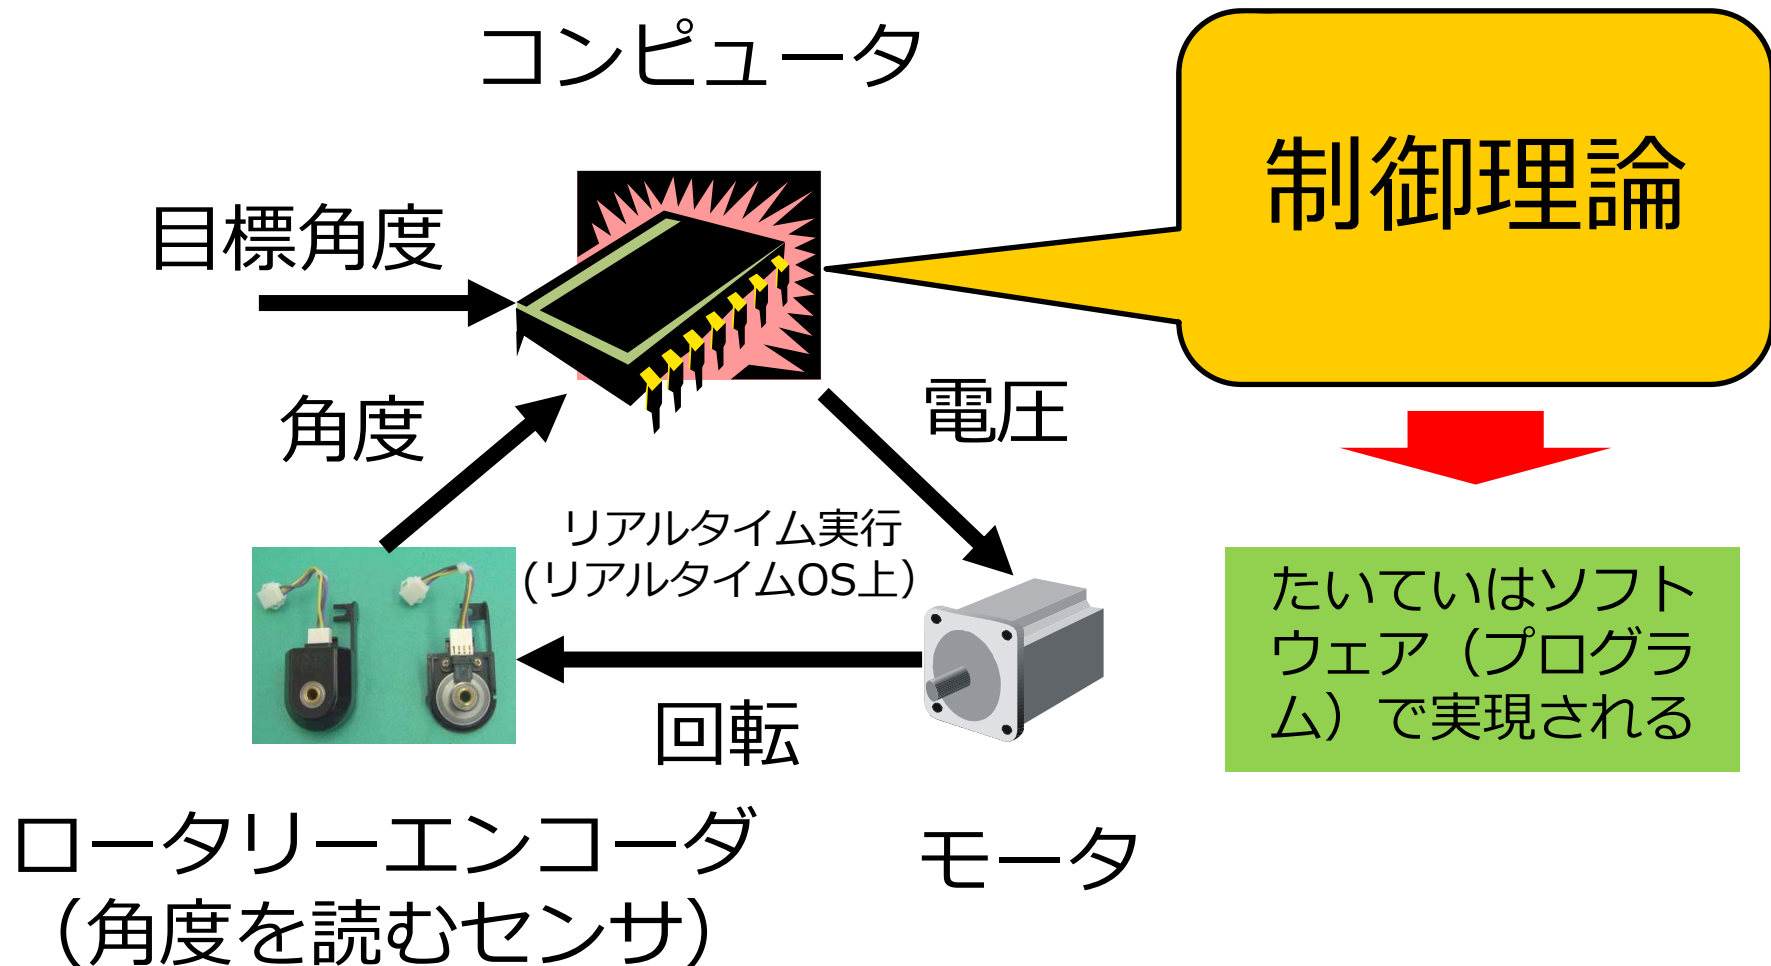 コンピュータ
制御理論
目標角度
角度
電圧
リアルタイム実行
(リアルタイムOS上）
たいていはソフト
ウェア（プログラ
ム）で実現される
回転
ロータリーエンコーダ
（角度を読むセンサ）
モータ